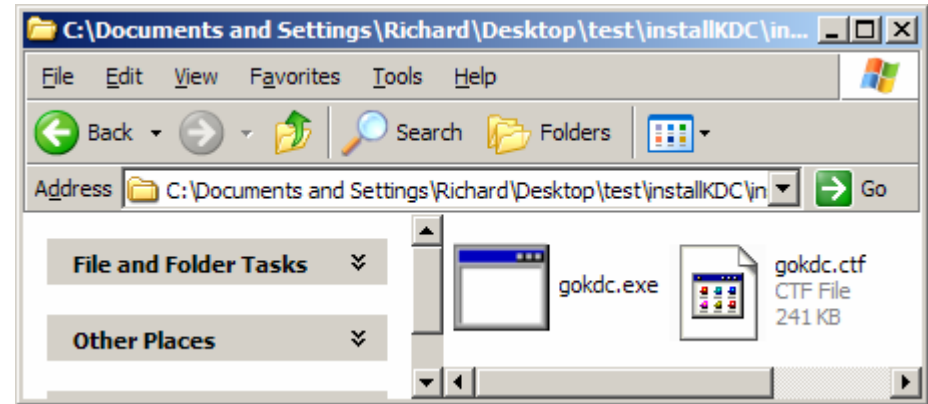 C:\Documents and Settings\Richard\Desktop\test\installKDC\in...
File Edit View Favorites Tools Help
Back Search Folders
Address C:\Documents and Settings\Richard\Desktop\test\installKDC\in Go
File and Folder Tasks
Other Places
gokdc.exe
gokdc.ctf
CTF File
241 KB